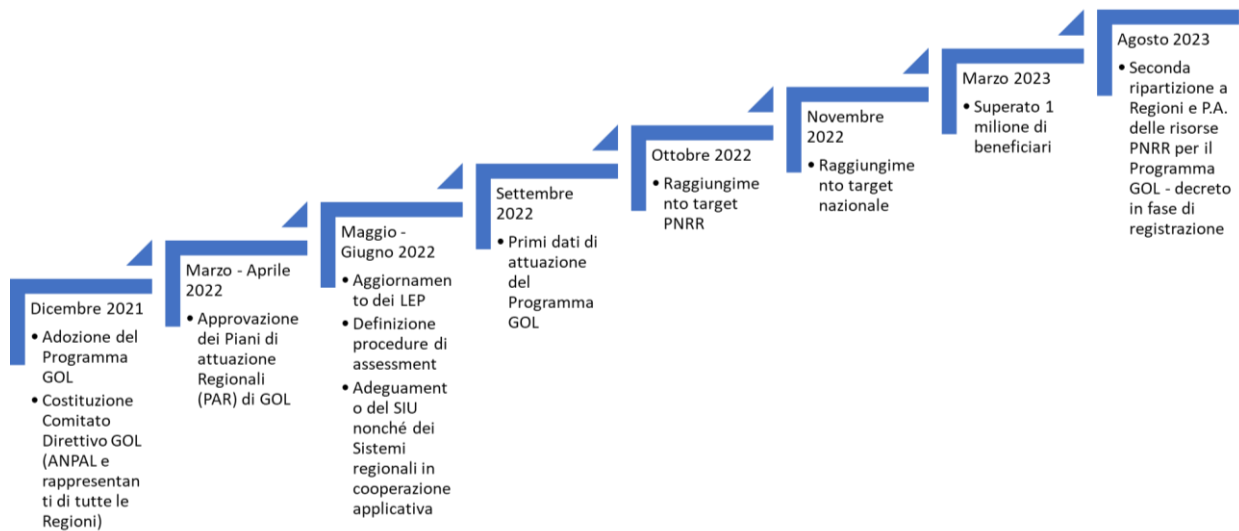 Dicembre 2021
• Adozione del
Programma
GOL
• Costituzione
Comitato
Direttivo GOL
(ANPAL e
rappresentan
ti di tutte le
Regioni)
Marzo - Aprile
2022
• Approvazione
dei Piani di
attuazione
Regionali
(PAR) di GOL
Maggio -
Giugno 2022
• Aggiornamen
to dei LEP
• Definizione
procedure di
assessment
• Adeguament
o del SIU
nonché dei
Sistemi
regionali in
cooperazione
applicativa
Settembre
2022
• Primi dati di
attuazione
del
Programma
GOL
Ottobre 2022
• Raggiungime
nto target
PNRR
Novembre
2022
• Raggiungime
nto target
nazionale
Marzo 2023
• Superato 1
milione di
beneficiari
Agosto 2023
• Seconda
ripartizione a
Regioni e P.A.
delle risorse
PNRR per il
Programma
GOL - decreto
in fase di
registrazione